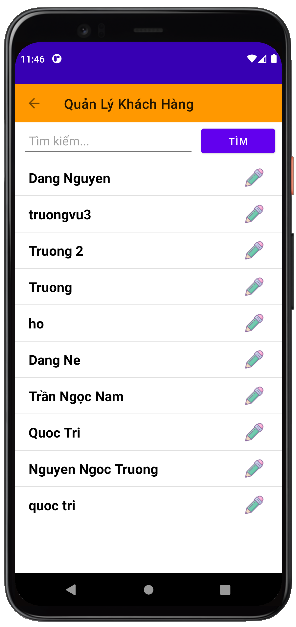 11:46
Quản Lý Khách Hàng
Tìm kiếm...
TÌM
Dang Nguyen
truongvu3
Truong 2
Truong
ho
Dang Ne
Trần Ngọc Nam
Quoc Tri
Nguyen Ngoc Truong
quoc trì